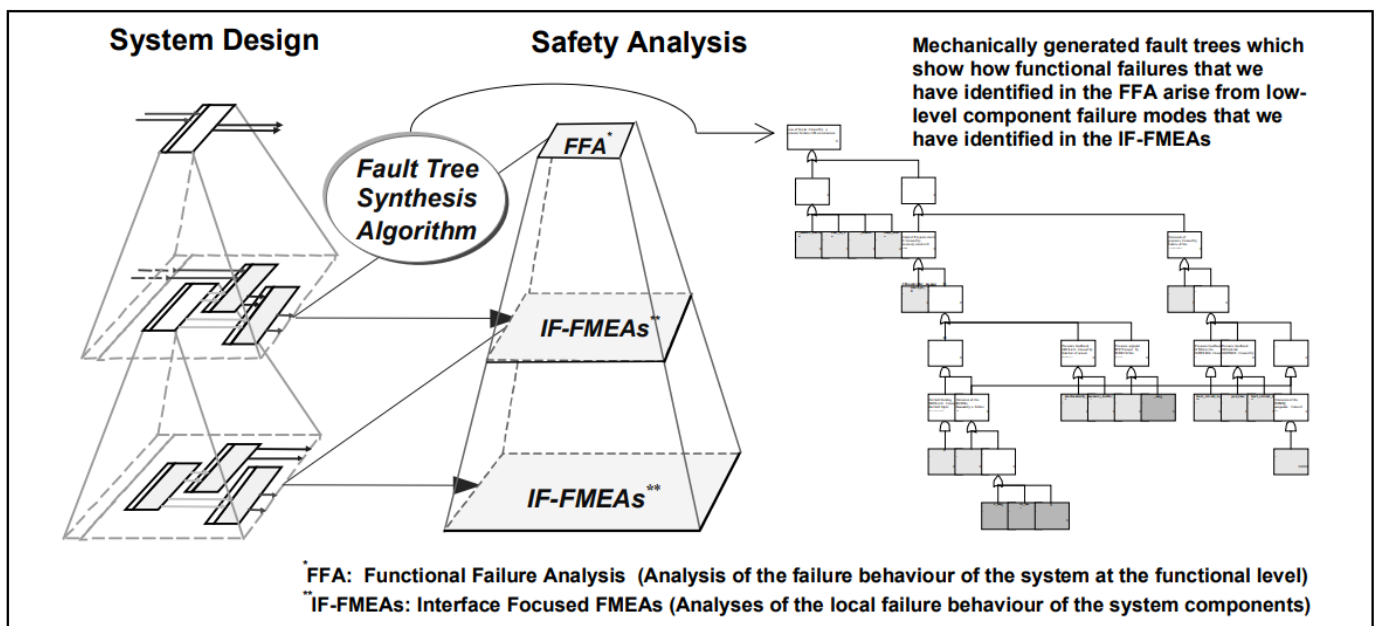 System Design
Safety Analysis
Mechanically generated fault trees which
show how functional failures that we
have identified in the FFA arise from low-
level component failure modes that we
have identified in the IF-FMEAs
FFA*
Fault Tree
Synthesis
Algorithm
IF-FMEAs**
IF-FMEAs**
*FFA: Functional Failure Analysis (Analysis of the failure behaviour of the system at the functional level)
**IF-FMEAs: Interface Focused FMEAs (Analyses of the local failure behaviour of the system components)